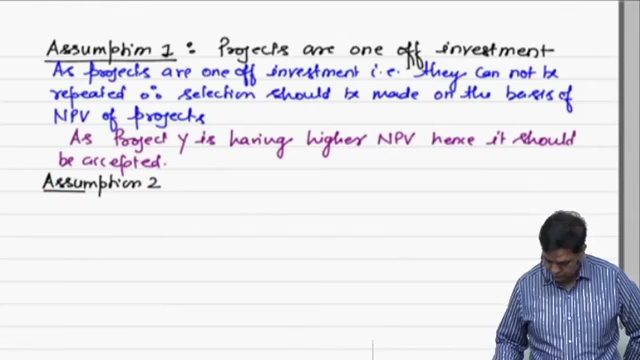 Assumption 1 : Projects are one off investment
As projects are one off investment i.e. they can not be
repeated ∴ selection should be made on the basis of
NPV of projects
As Project Y is having higher NPV hence it should
be accepted.
Assumption 2